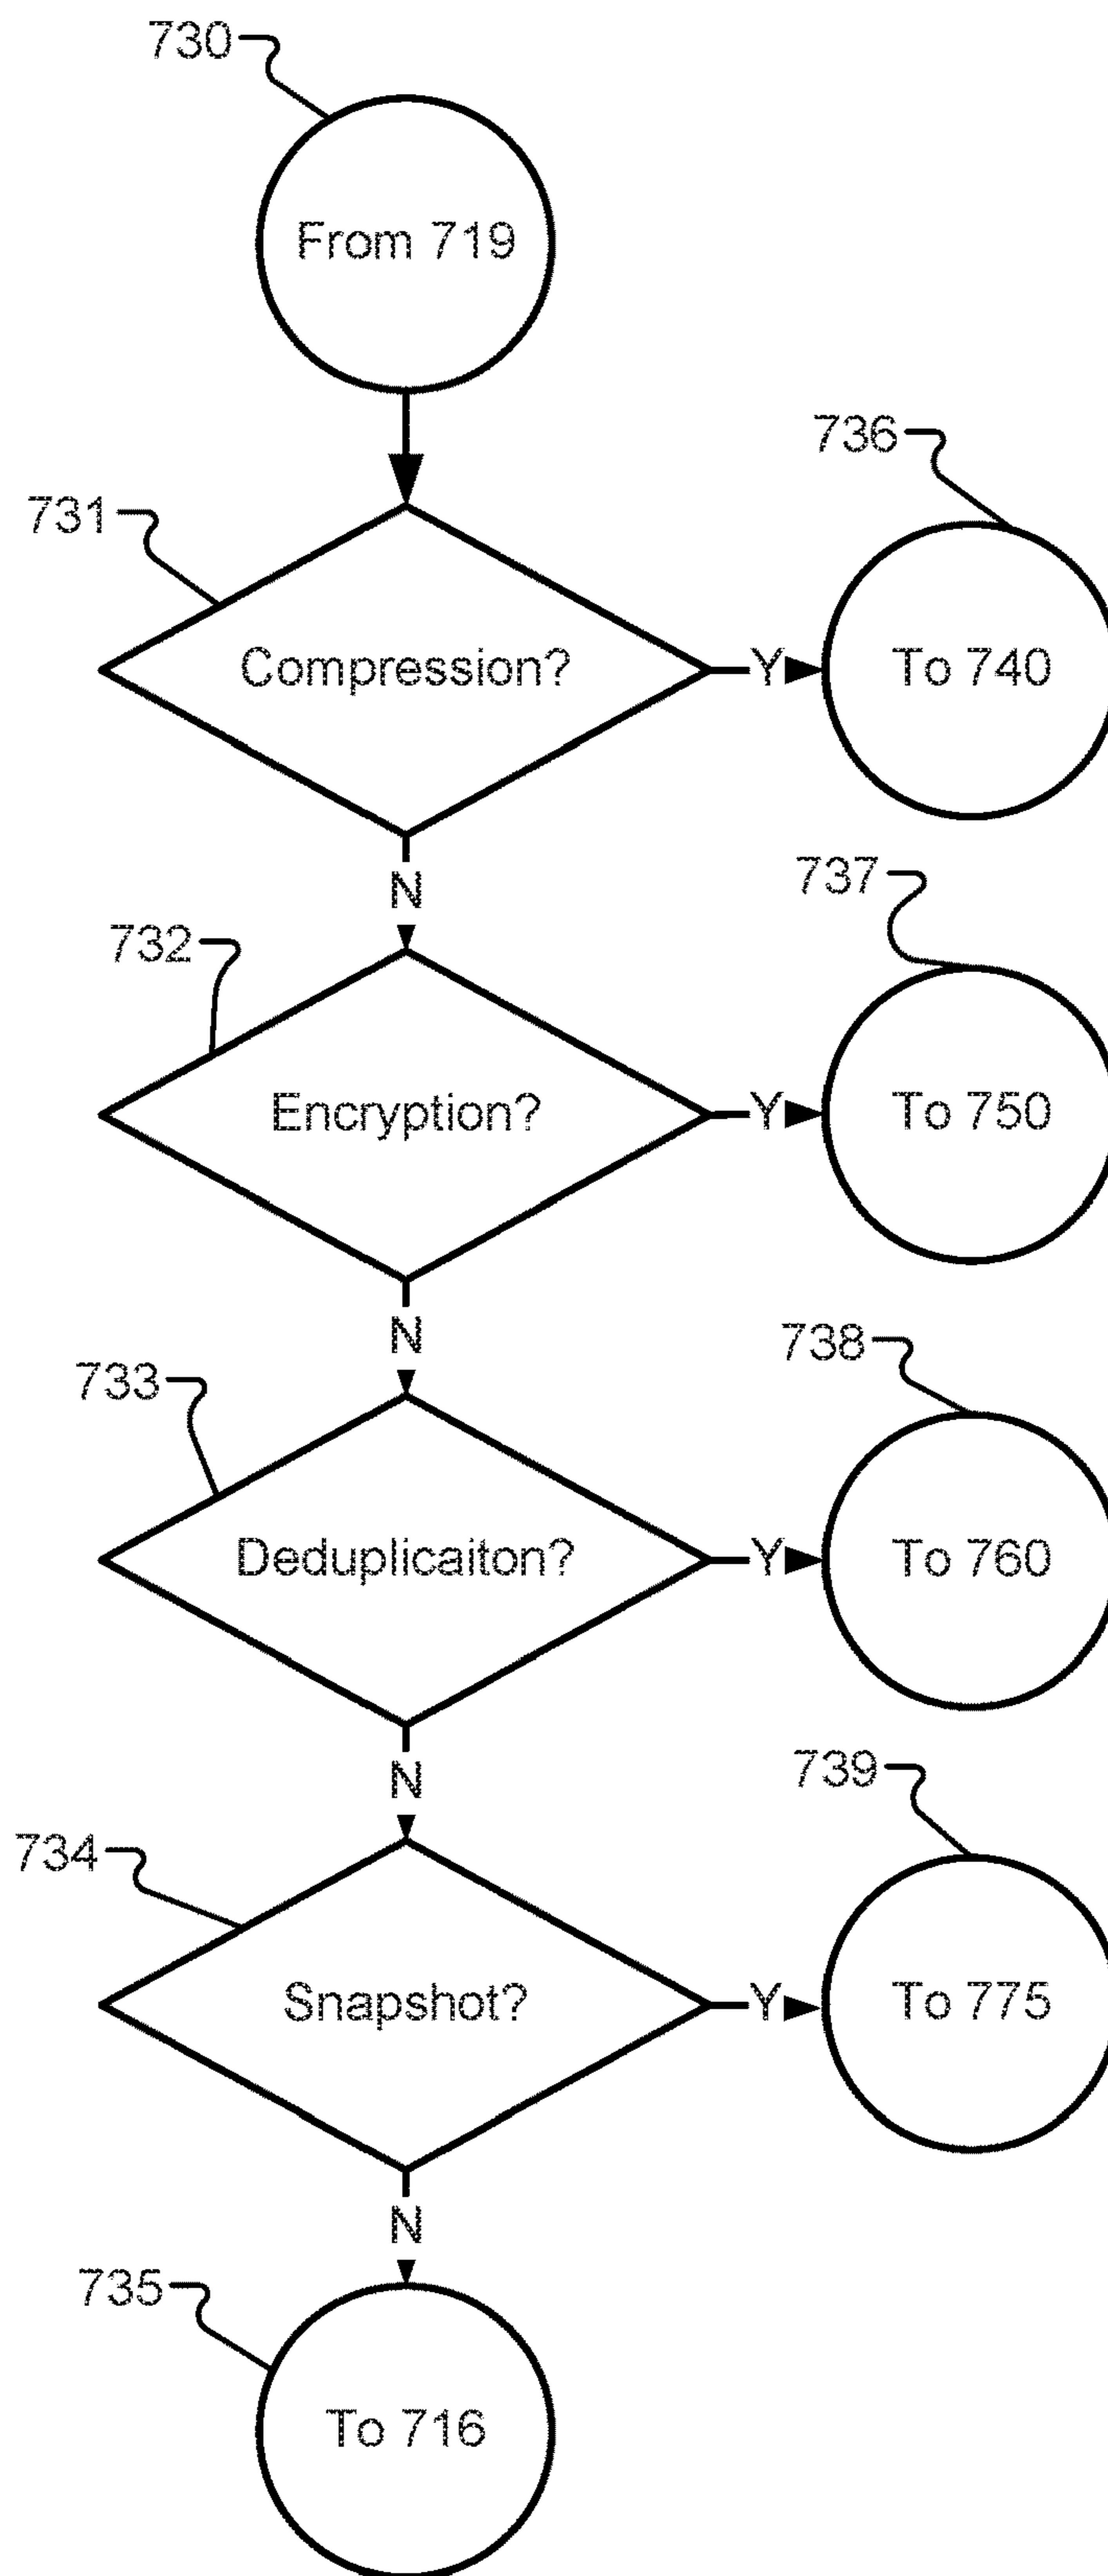 730
From 719
736
731
Compression?
Y
To 740
N
737
732
Encryption?
Y
To 750
N
738
733
Deduplicaiton?
Y
To 760
N
739
734
Snapshot?
Y
To 775
N
735
To 716